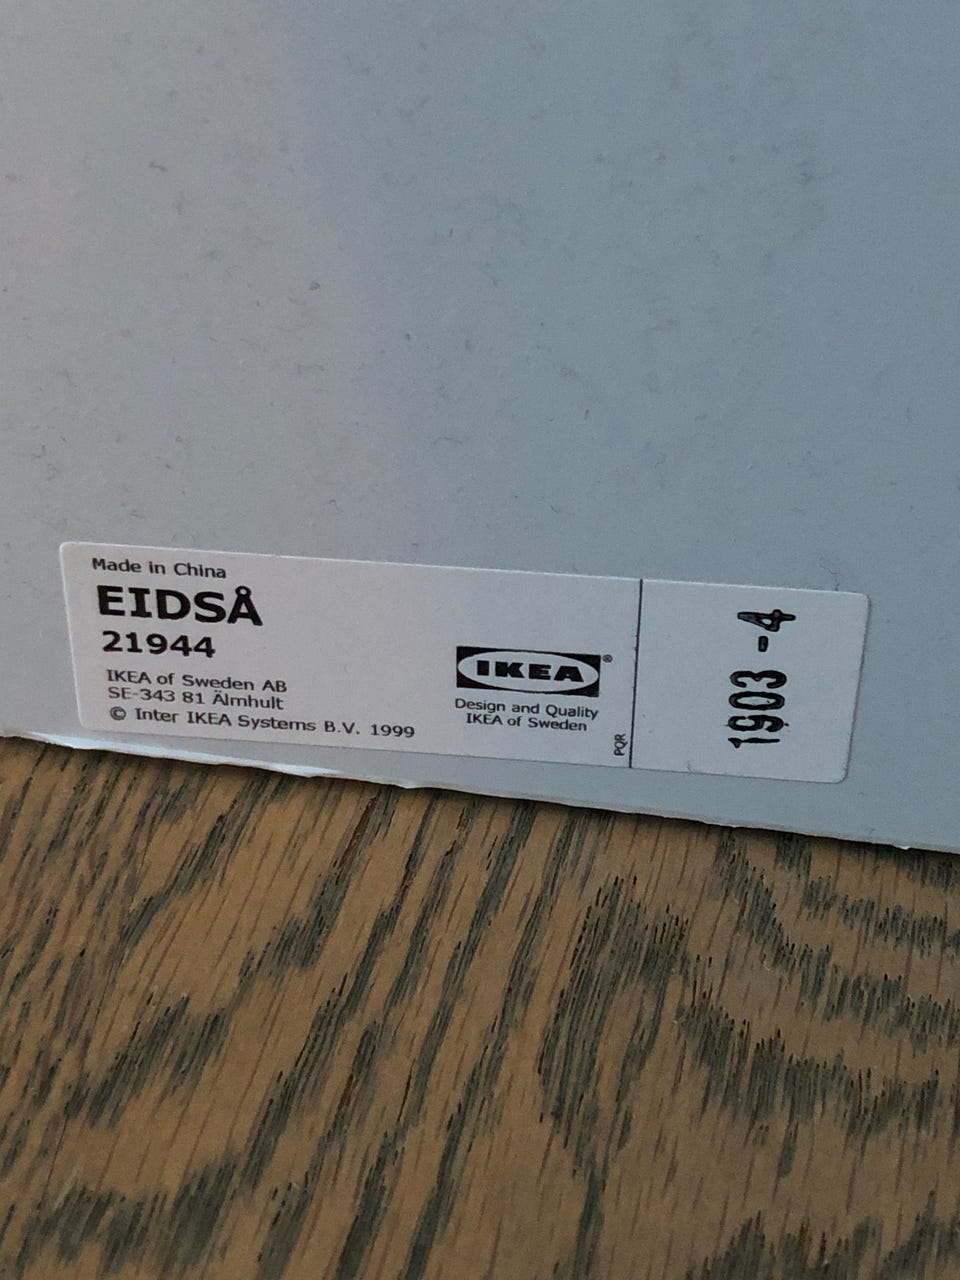 Made in China
EIDSÅ
21944
IKEA of Sweden AB
SE-343 81 Älmhult
© Inter IKEA Systems B.V. 1999
IKEA®
Design and Quality
IKEA of Sweden
PQR
1903-4